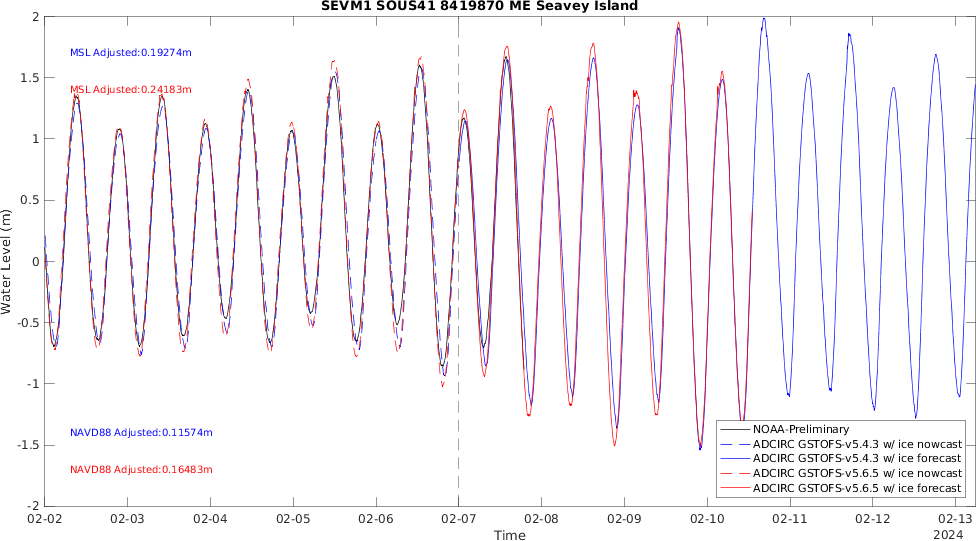 SEVM1 SOUS41 8419870 ME Seavey Island
MSL Adjusted:0.19274m
MSL Adjusted:0.24183m
NAVD88 Adjusted:0.11574m
NAVD88 Adjusted:0.16483m
Water Level (m)
2
1.5
1
0.5
0
-0.5
-1
-1.5
-2
NOAA-Preliminary
ADCIRC GSTOFS-v5.4.3 w/ ice nowcast
ADCIRC GSTOFS-v5.4.3 w/ ice forecast
ADCIRC GSTOFS-v5.6.5 w/ ice nowcast
ADCIRC GSTOFS-v5.6.5 w/ ice forecast
02-02 02-03 02-04 02-05 02-06 02-07 02-08 02-09 02-10 02-11 02-12 02-13
Time
2024